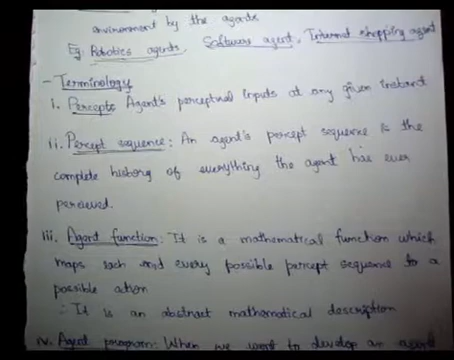 environment by the agents
Eg: Robotics agents, Software agent, Internet shopping agent
- Terminology
i. Percepts Agent's perceptual inputs at any given instant
ii. Percept sequence: An agent's percept sequence is the
complete history of everything the agent has ever
perceived.
iii. Agent function: It is a mathematical function which
maps each and every possible percept sequence to a
possible action
∴ It is an abstract mathematical description
iv. Agent program: When we want to develop an agent